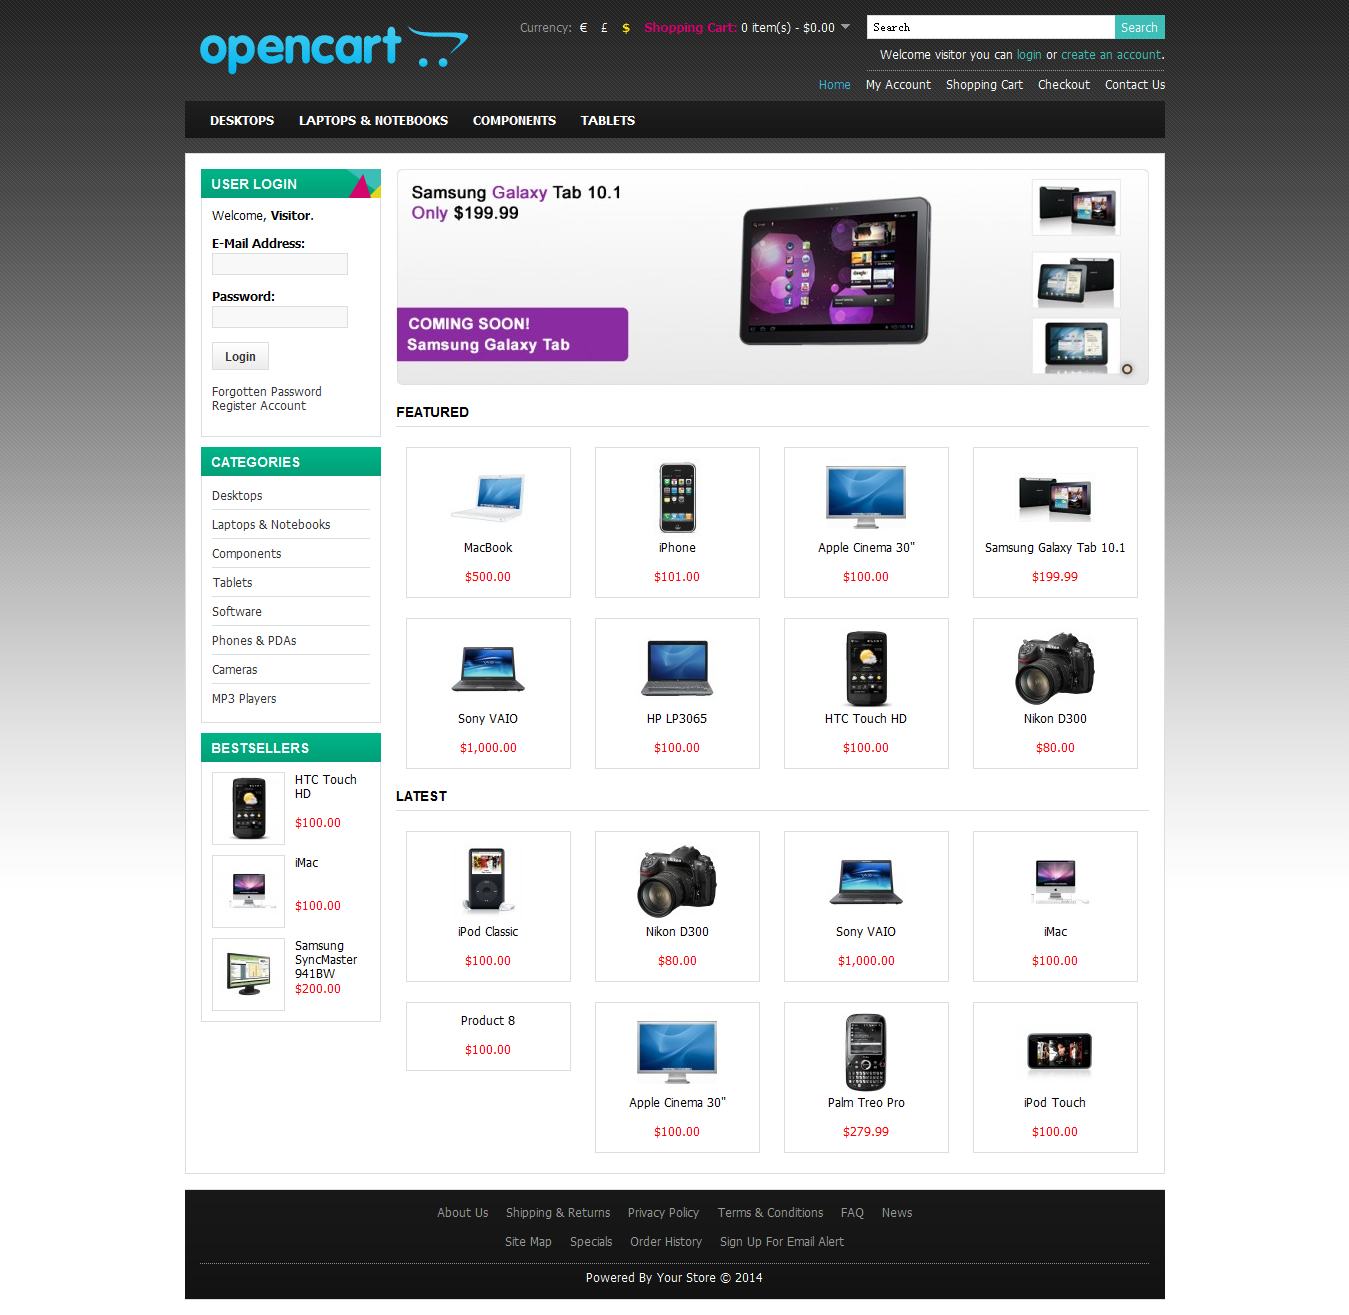 opencart
Currency: € £ $ Shopping Cart: 0 item(s) - $0.00
Search Search
Welcome visitor you can login or create an account.
Home My Account Shopping Cart Checkout Contact Us
DESKTOPS LAPTOPS & NOTEBOOKS COMPONENTS TABLETS
USER LOGIN
Welcome, Visitor.
E-Mail Address:
Password:
Login
Forgotten Password
Register Account
CATEGORIES
Desktops
Laptops & Notebooks
Components
Tablets
Software
Phones & PDAs
Cameras
MP3 Players
BESTSELLERS
HTC Touch
HD
$100.00
iMac
$100.00
Samsung
SyncMaster
941BW
$200.00
Samsung Galaxy Tab 10.1
Only $199.99
COMING SOON!
Samsung Galaxy Tab
FEATURED
MacBook
$500.00
iPhone
$101.00
Apple Cinema 30"
$100.00
Samsung Galaxy Tab 10.1
$199.99
Sony VAIO
$1,000.00
HP LP3065
$100.00
HTC Touch HD
$100.00
Nikon D300
$80.00
LATEST
iPod Classic
$100.00
Nikon D300
$80.00
Sony VAIO
$1,000.00
iMac
$100.00
Product 8
$100.00
Apple Cinema 30"
$100.00
Palm Treo Pro
$279.99
iPod Touch
$100.00
About Us Shipping & Returns Privacy Policy Terms & Conditions FAQ News
Site Map Specials Order History Sign Up For Email Alert
Powered By Your Store © 2014